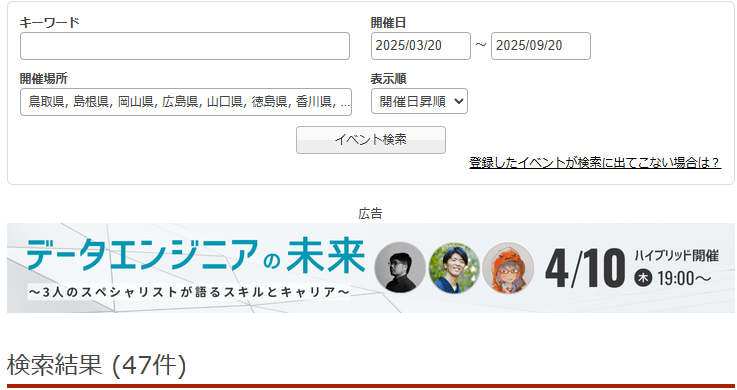 キーワード
開催日
2025/03/20 ～ 2025/09/20
開催場所
表示順
鳥取県, 島根県, 岡山県, 広島県, 山口県, 徳島県, 香川県, ...
開催日昇順
イベント検索
登録したイベントが検索に出てこない場合は？
広告
データエンジニアの未来
～3人のスペシャリストが語るスキルとキャリア～
4/10
ハイブリッド開催
木 19:00～
検索結果 (47件)